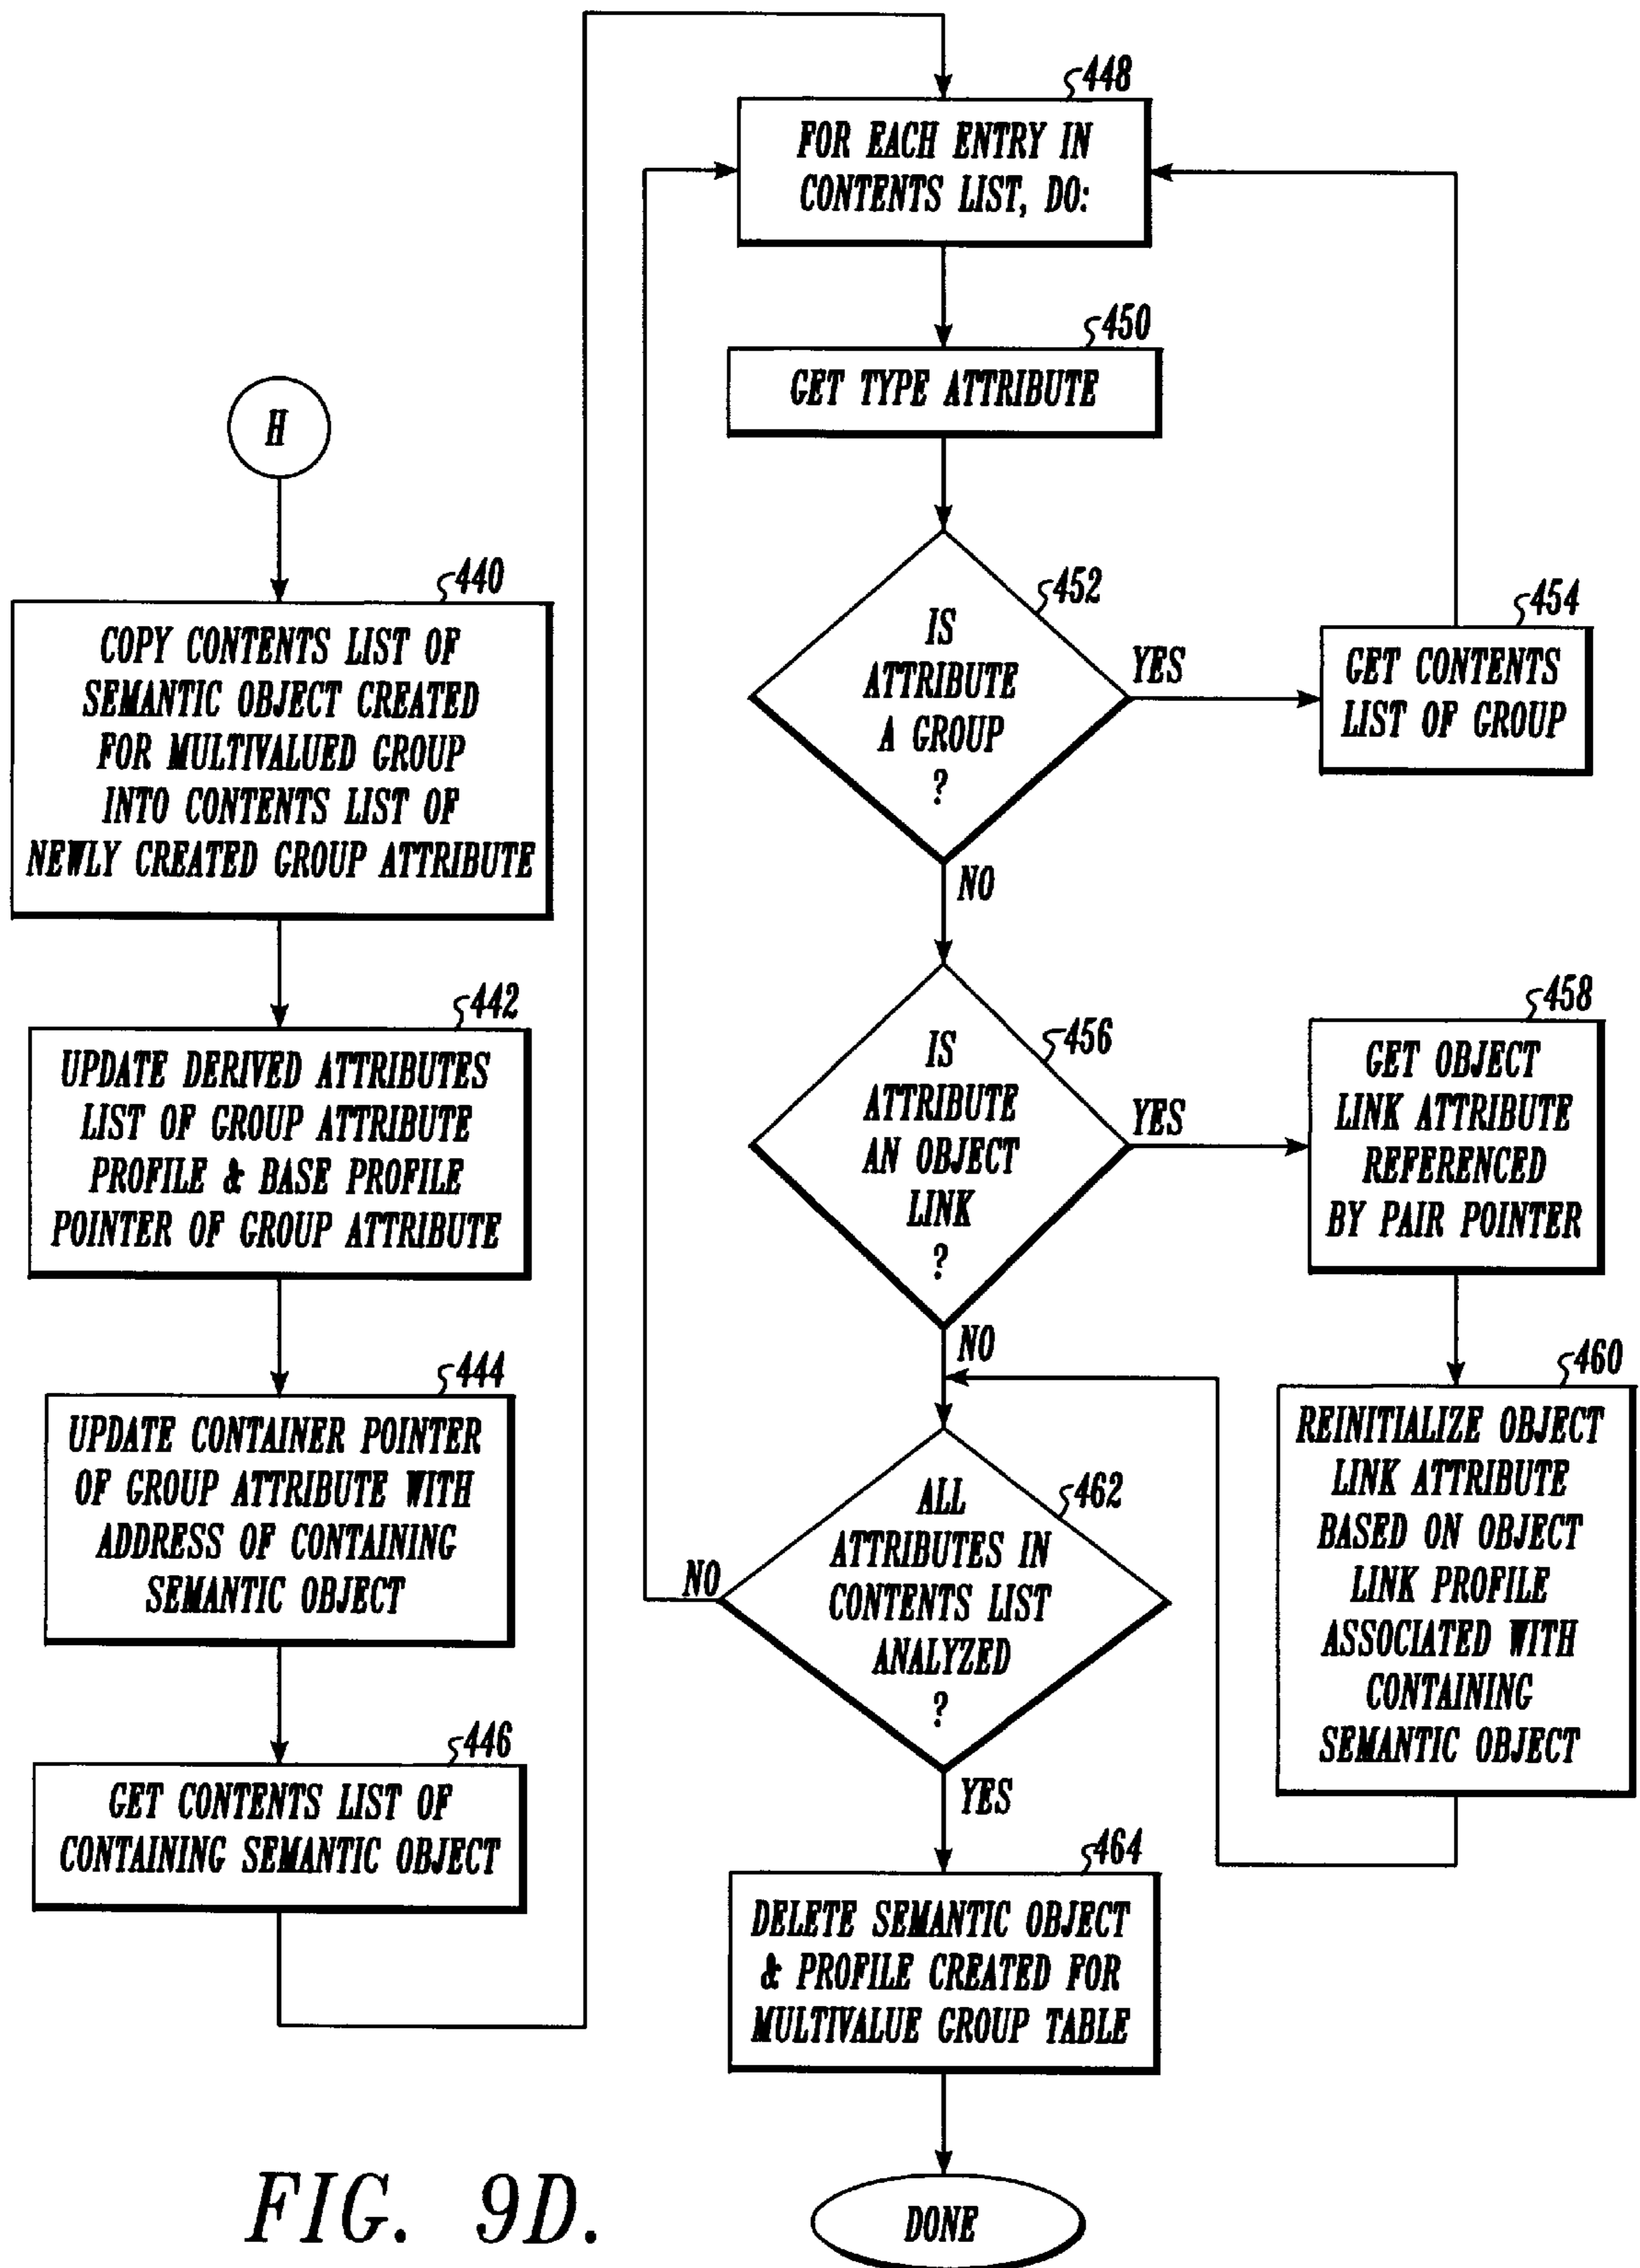 H
440
COPY CONTENTS LIST OF
SEMANTIC OBJECT CREATED
FOR MULTIVALUED GROUP
INTO CONTENTS LIST OF
NEWLY CREATED GROUP ATTRIBUTE
442
UPDATE DERIVED ATTRIBUTES
LIST OF GROUP ATTRIBUTE
PROFILE & BASE PROFILE
POINTER OF GROUP ATTRIBUTE
444
UPDATE CONTAINER POINTER
OF GROUP ATTRIBUTE WITH
ADDRESS OF CONTAINING
SEMANTIC OBJECT
446
GET CONTENTS LIST OF
CONTAINING SEMANTIC OBJECT
448
FOR EACH ENTRY IN
CONTENTS LIST, DO:
450
GET TYPE ATTRIBUTE
452
IS
ATTRIBUTE
A GROUP
?
YES
454
GET CONTENTS
LIST OF GROUP
NO
456
IS
ATTRIBUTE
AN OBJECT
LINK
?
YES
458
GET OBJECT
LINK ATTRIBUTE
REFERENCED
BY PAIR POINTER
460
REINITIALIZE OBJECT
LINK ATTRIBUTE
BASED ON OBJECT
LINK PROFILE
ASSOCIATED WITH
CONTAINING
SEMANTIC OBJECT
NO
462
ALL
ATTRIBUTES IN
CONTENTS LIST
ANALYZED
?
NO
YES
464
DELETE SEMANTIC OBJECT
& PROFILE CREATED FOR
MULTIVALUE GROUP TABLE
DONE
FIG. 9D.